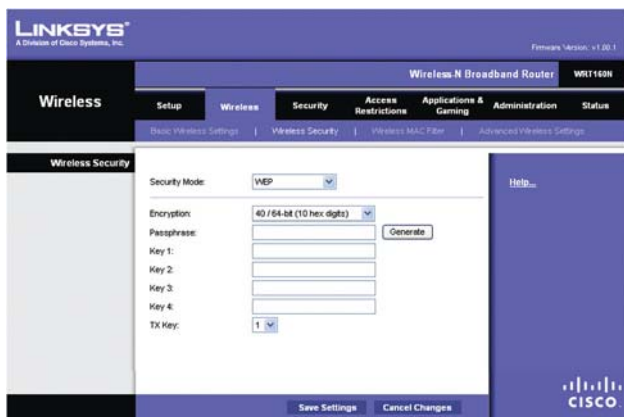 LINKSYS®
A Division of Cisco Systems, Inc.
Firmware Version: v1.00.1
Wireless-N Broadband Router WRT160N
Wireless
Setup Wireless Security Access Restrictions Applications & Gaming Administration Status
Basic Wireless Settings | Wireless Security | Wireless MAC Filter | Advanced Wireless Settings
Wireless Security
Security Mode: WEP
Help...
Encryption: 40 / 64-bit (10 hex digits)
Passphrase: Generate
Key 1:
Key 2:
Key 3:
Key 4:
TX Key: 1
Save Settings Cancel Changes
CISCO.